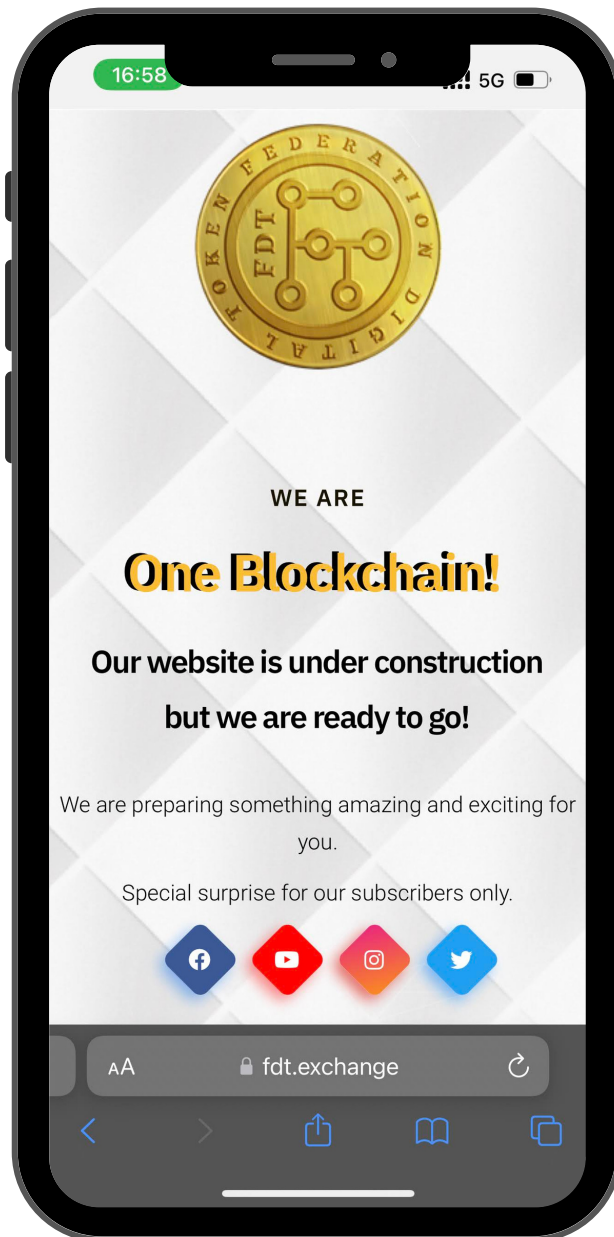 16:58
5G
TOKEN FEDERATION DIGITAL
FDT
WE ARE
One Blockchain!
Our website is under construction
but we are ready to go!
We are preparing something amazing and exciting for
you.
Special surprise for our subscribers only.
AA
fdt.exchange